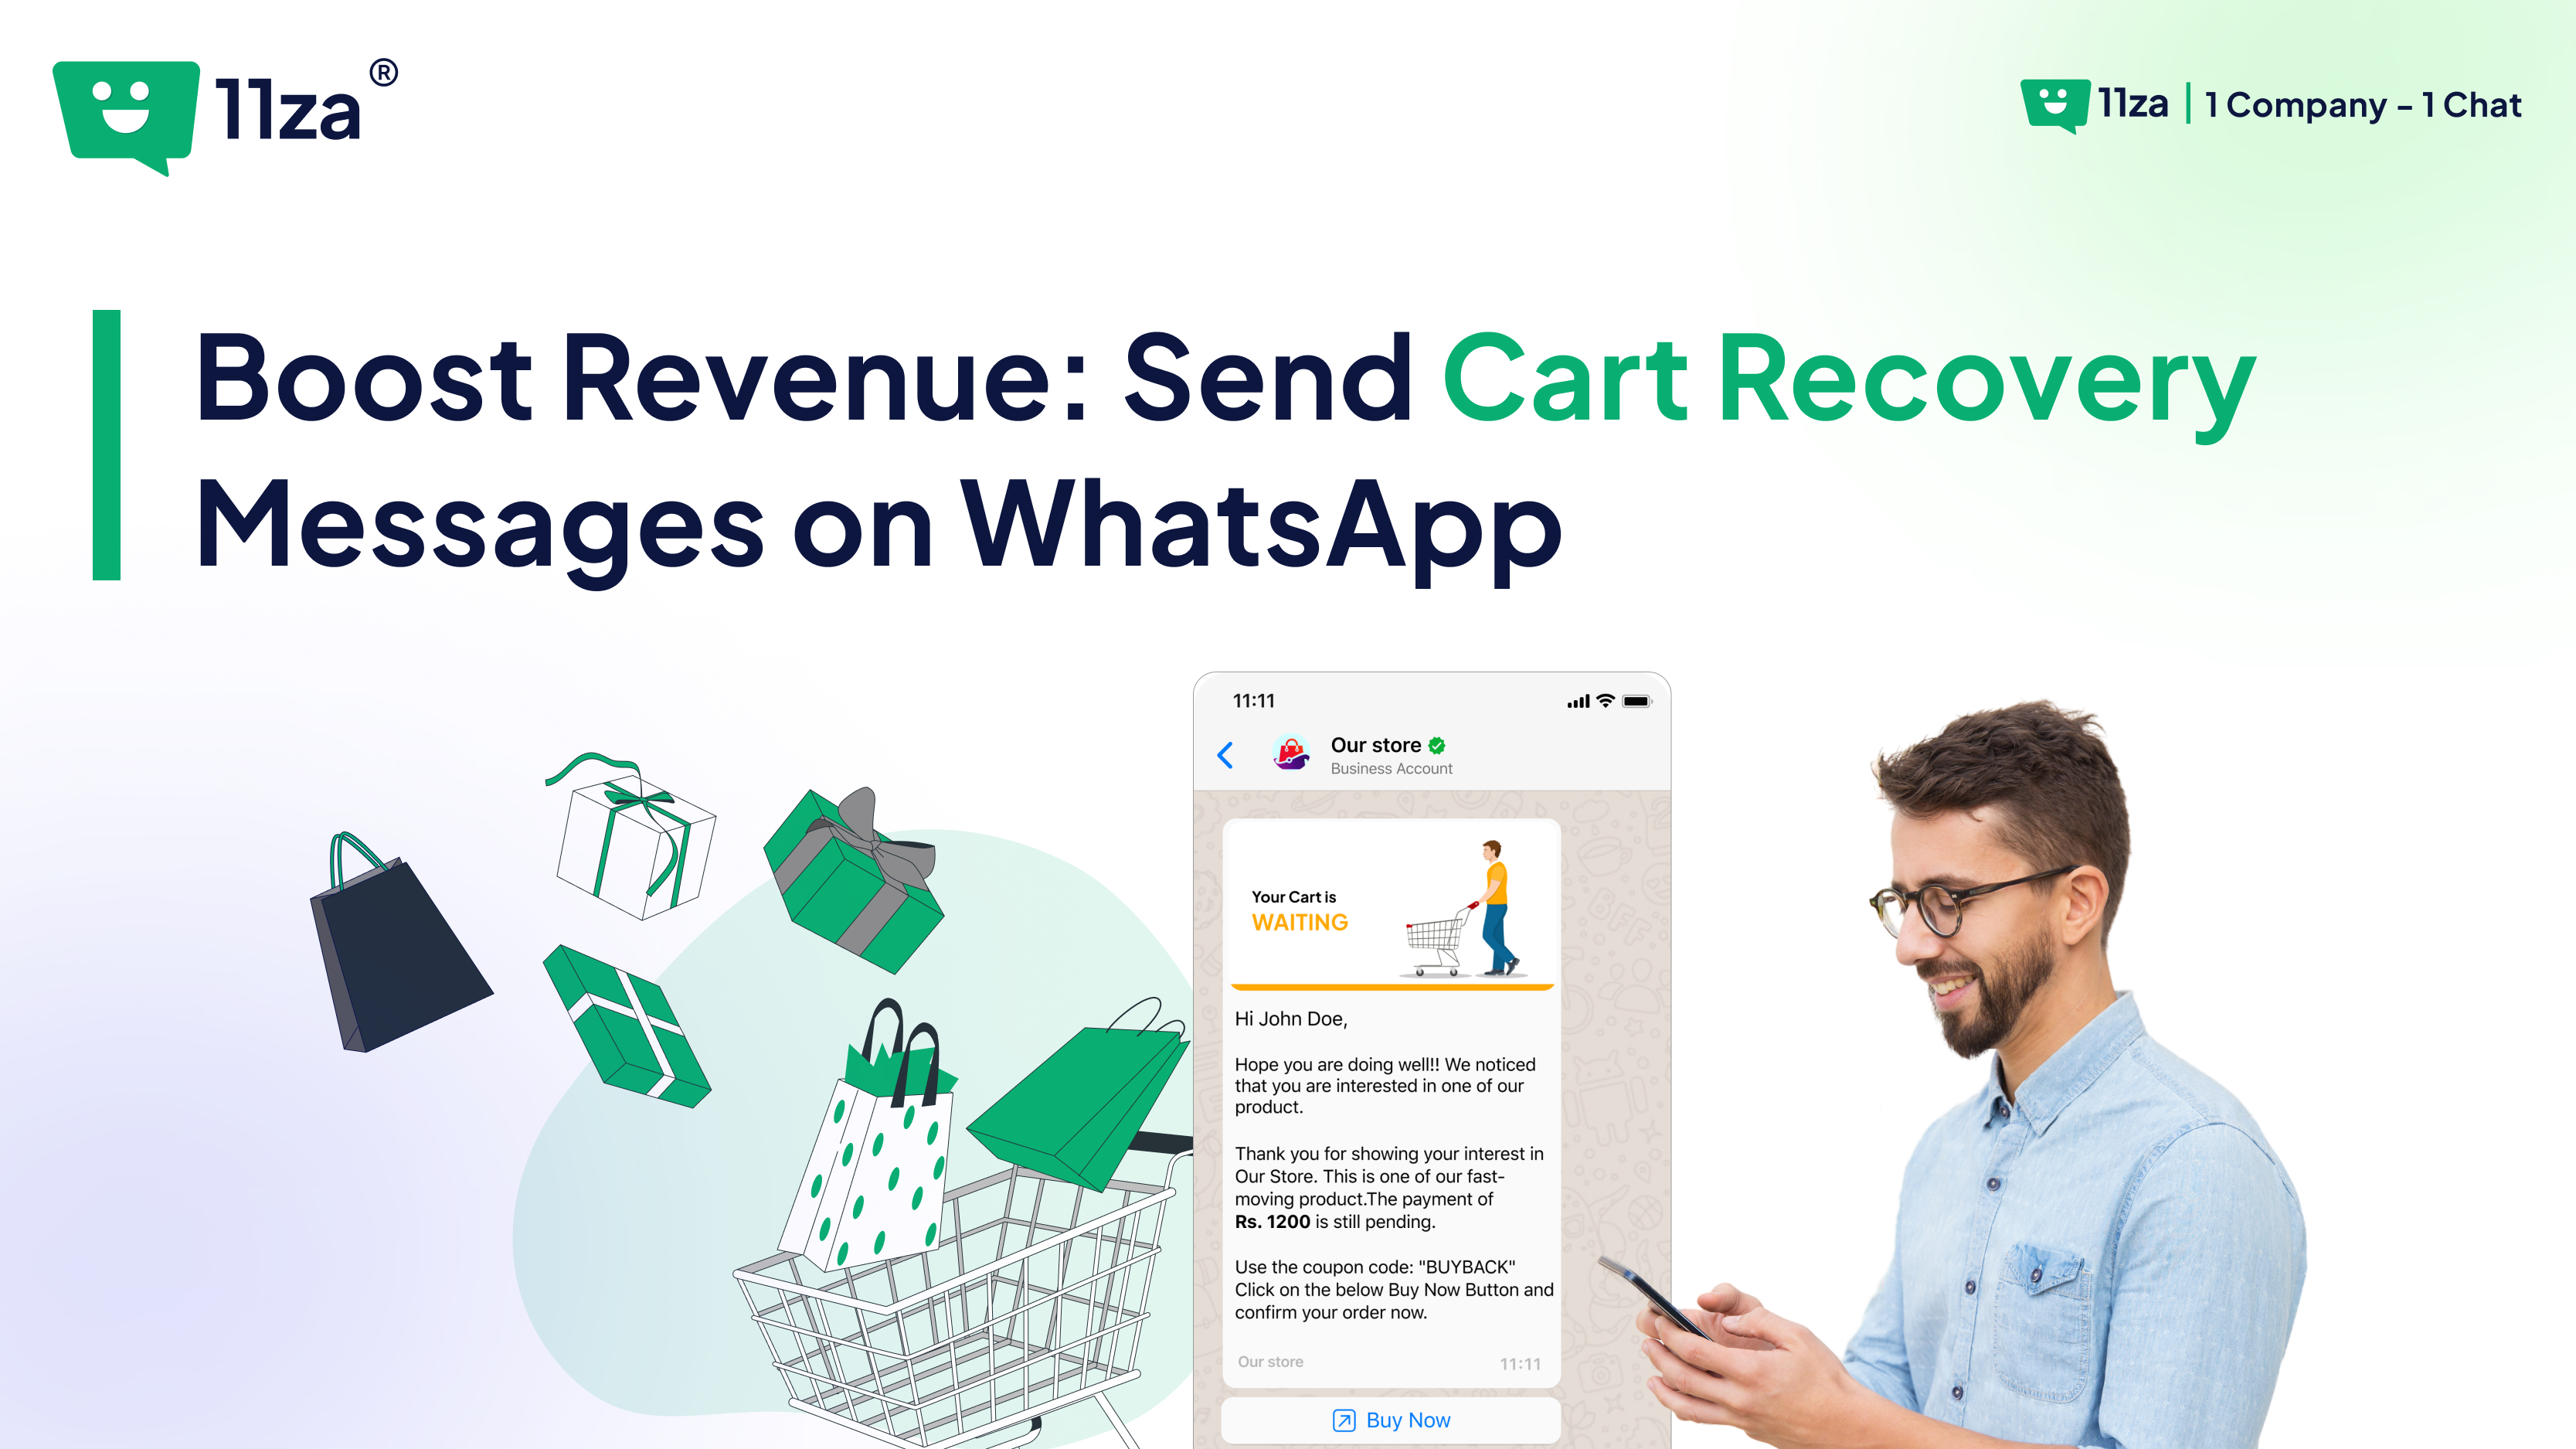 11za®
11za | 1 Company – 1 Chat
Boost Revenue: Send Cart Recovery
Messages on WhatsApp
11:11
Our store
Business Account
Your Cart is
WAITING
Hi John Doe,
Hope you are doing well!! We noticed
that you are interested in one of our
product.
Thank you for showing your interest in
Our Store. This is one of our fast-
moving product.The payment of
Rs. 1200 is still pending.
Use the coupon code: "BUYBACK"
Click on the below Buy Now Button and
confirm your order now.
Our store
11:11
Buy Now